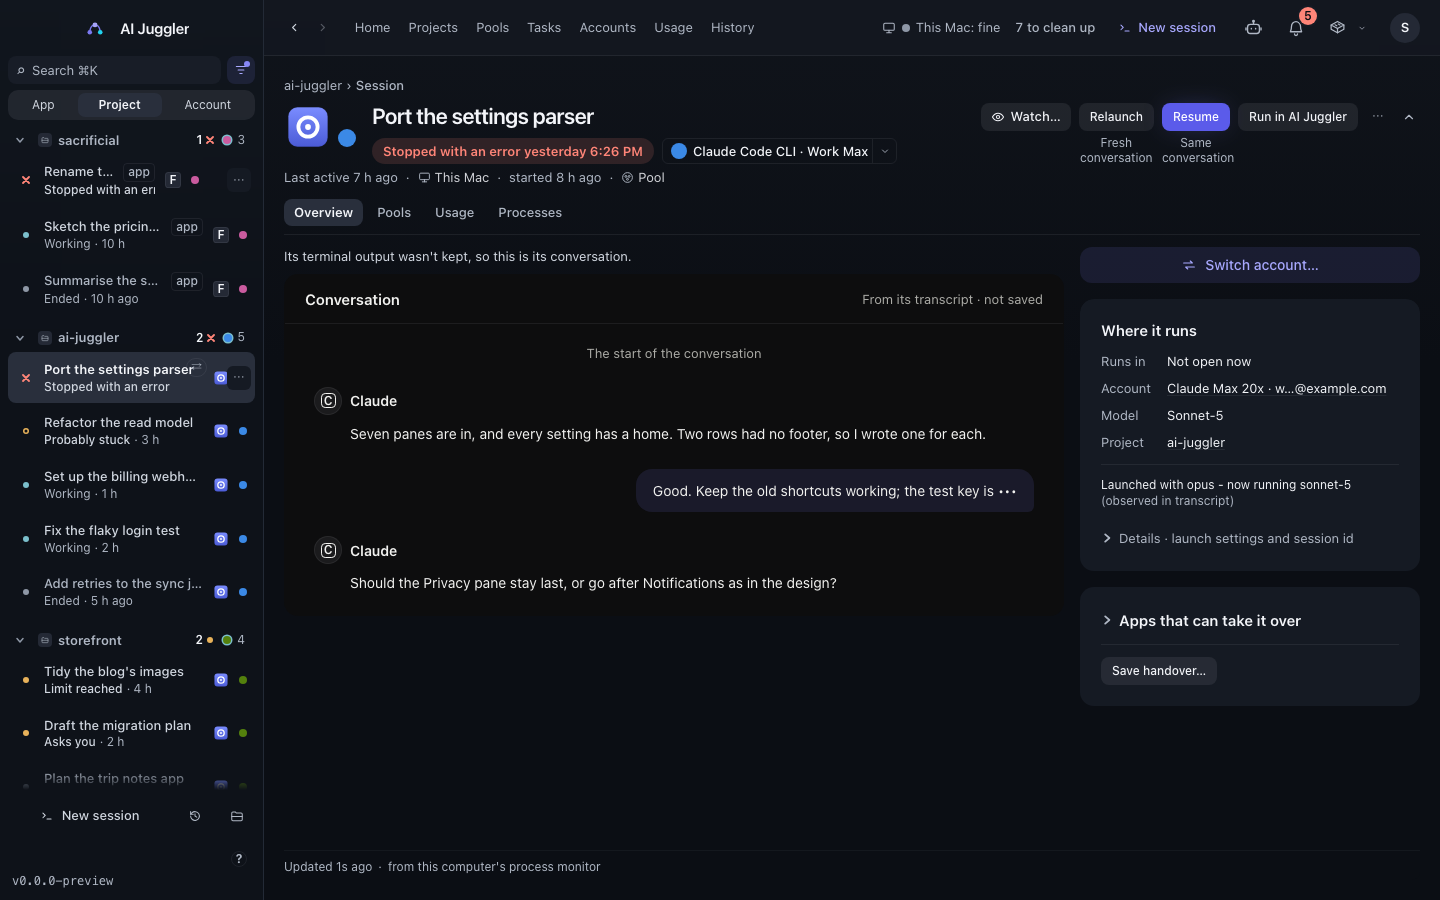 AI Juggler
Search ⌘K
App Project Account
sacrificial 1 3
Rename t... app F
Stopped with an err
Sketch the pricin... app F
Working · 10 h
Summarise the s... app F
Ended · 10 h ago
ai-juggler 2 5
Port the settings parser
Stopped with an error
Refactor the read model
Probably stuck · 3 h
Set up the billing webh...
Working · 1 h
Fix the flaky login test
Working · 2 h
Add retries to the sync j...
Ended · 5 h ago
storefront 2 4
Tidy the blog's images
Limit reached · 4 h
Draft the migration plan
Asks you · 2 h
Plan the trip notes app
New session
?
v0.0.0-preview
Home Projects Pools Tasks Accounts Usage History
This Mac: fine 7 to clean up New session 5 S
ai-juggler › Session
Port the settings parser
Stopped with an error yesterday 6:26 PM Claude Code CLI · Work Max
Last active 7 h ago · This Mac · started 8 h ago · Pool
Watch... Relaunch Resume Run in AI Juggler ...
Fresh conversation
Same conversation
Overview Pools Usage Processes
Its terminal output wasn't kept, so this is its conversation.
Conversation From its transcript · not saved
The start of the conversation
C Claude
Seven panes are in, and every setting has a home. Two rows had no footer, so I wrote one for each.
Good. Keep the old shortcuts working; the test key is •••
C Claude
Should the Privacy pane stay last, or go after Notifications as in the design?
Switch account...
Where it runs
Runs in Not open now
Account Claude Max 20x · w...@example.com
Model Sonnet-5
Project ai-juggler
Launched with opus - now running sonnet-5
(observed in transcript)
Details · launch settings and session id
Apps that can take it over
Save handover...
Updated 1s ago · from this computer's process monitor